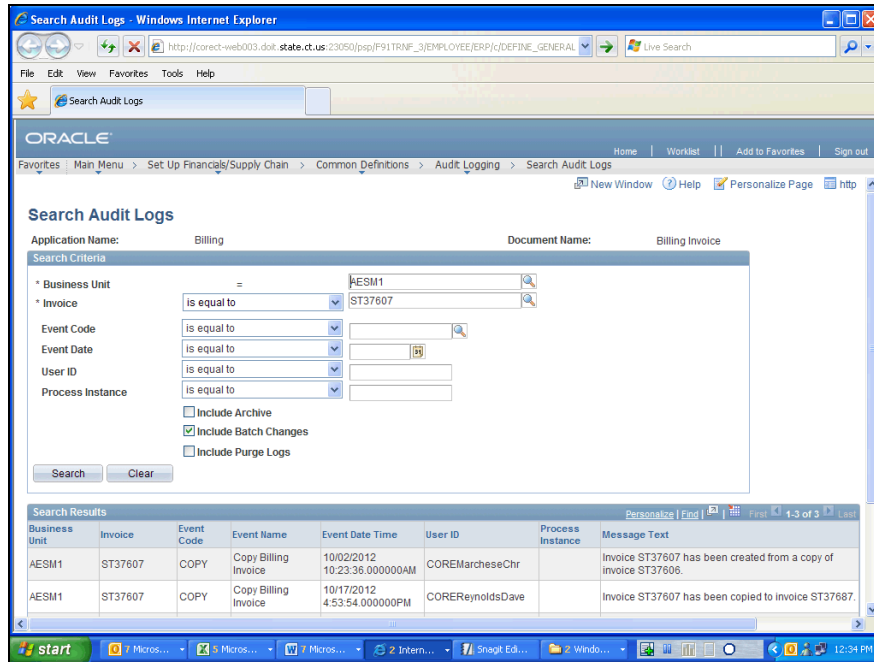 Search Audit Logs - Windows Internet Explorer
http://corect-web003.doit.state.ct.us:23050/psp/F91TRNF_3/EMPLOYEE/ERP/c/DEFINE_GENERAL
Live Search
File Edit View Favorites Tools Help
Search Audit Logs
ORACLE
Home | Worklist || Add to Favorites | Sign out
Favorites | Main Menu > Set Up Financials/Supply Chain > Common Definitions > Audit Logging > Search Audit Logs
New Window Help Personalize Page http
Search Audit Logs
Application Name: Billing Document Name: Billing Invoice
Search Criteria
* Business Unit = AESM1
* Invoice is equal to ST37607
Event Code is equal to
Event Date is equal to
User ID is equal to
Process Instance is equal to
Include Archive
Include Batch Changes
Include Purge Logs
Search Clear
Search Results Personalize | Find | First 1-3 of 3 Last
Business Unit Invoice Event Code Event Name Event Date Time User ID Process Instance Message Text
AESM1 ST37607 COPY Copy Billing Invoice 10/02/2012 10:23:36.000000AM COREMarcheseChr Invoice ST37607 has been created from a copy of invoice ST37606.
AESM1 ST37607 COPY Copy Billing Invoice 10/17/2012 4:53:54.000000PM COREReynoldsDave Invoice ST37607 has been copied to invoice ST37687.
start 7 Micros... 5 Micros... 7 Micros... 2 Intern... Snagit Edi... 2 Windo... 12:34 PM